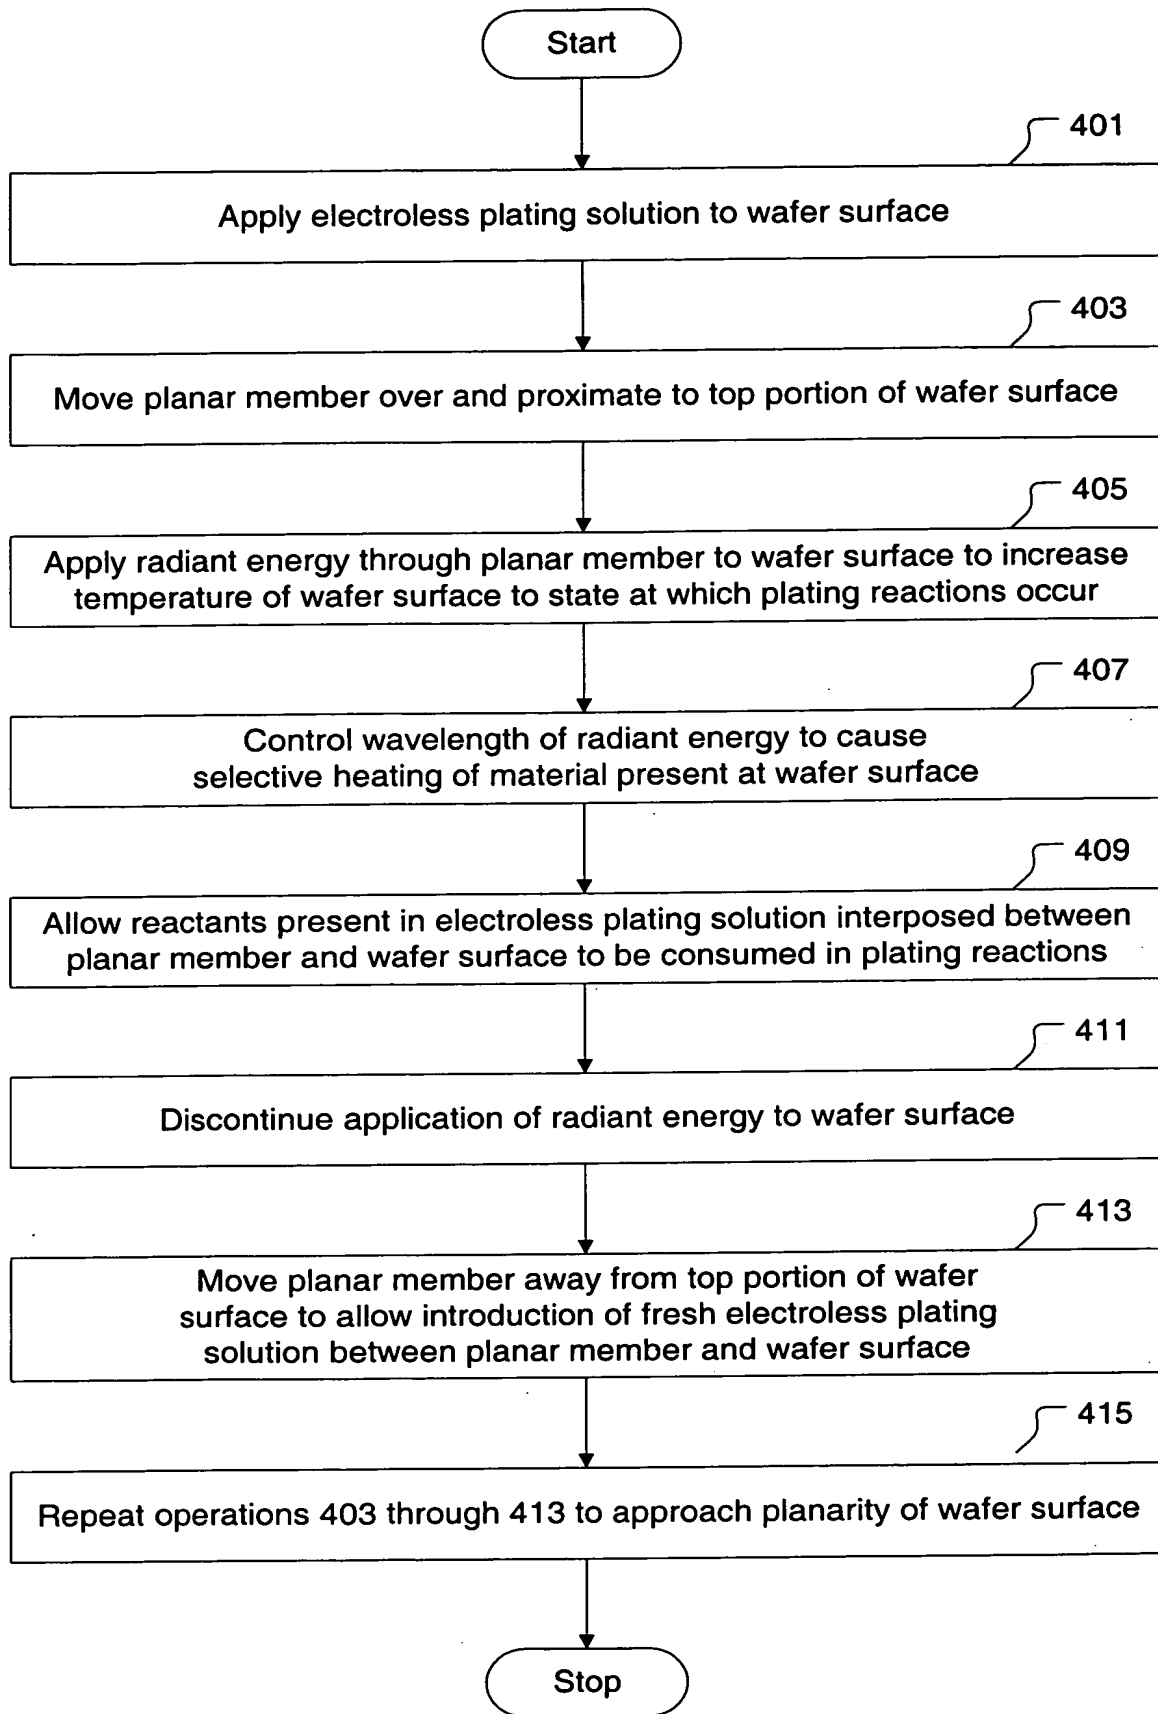 Start
401
Apply electroless plating solution to wafer surface
403
Move planar member over and proximate to top portion of wafer surface
405
Apply radiant energy through planar member to wafer surface to increase
temperature of wafer surface to state at which plating reactions occur
407
Control wavelength of radiant energy to cause
selective heating of material present at wafer surface
409
Allow reactants present in electroless plating solution interposed between
planar member and wafer surface to be consumed in plating reactions
411
Discontinue application of radiant energy to wafer surface
413
Move planar member away from top portion of wafer
surface to allow introduction of fresh electroless plating
solution between planar member and wafer surface
415
Repeat operations 403 through 413 to approach planarity of wafer surface
Stop